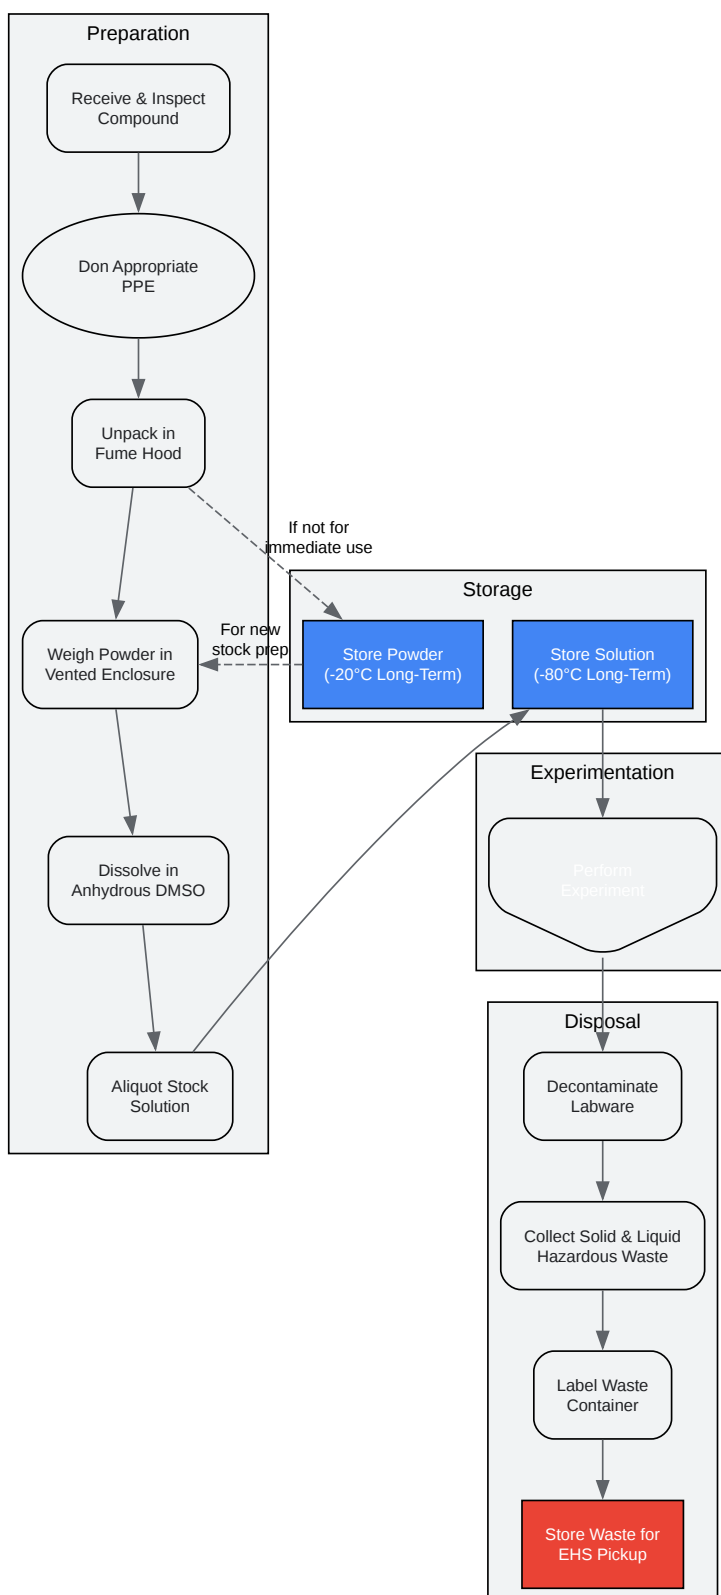 Preparation
Receive & Inspect
Compound
Don Appropriate
PPE
Unpack in
Fume Hood
If not for
immediate use
Storage
For new
stock prep
Weigh Powder in
Vented Enclosure
Store Powder
(-20°C Long-Term)
Store Solution
(-80°C Long-Term)
Experimentation
Dissolve in
Anhydrous DMSO
Perform
Experiment
Disposal
Aliquot Stock
Solution
Decontaminate
Labware
Collect Solid & Liquid
Hazardous Waste
Label Waste
Container
Store Waste for
EHS Pickup